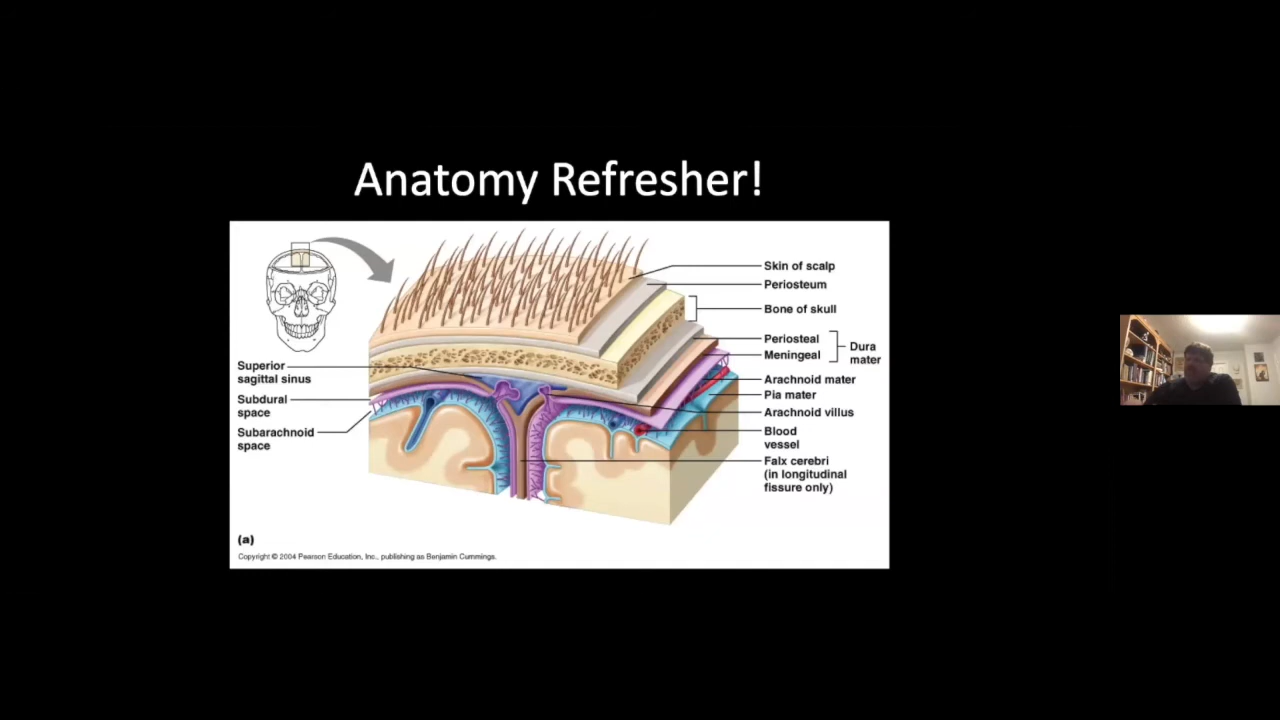 Anatomy Refresher!
Skin of scalp
Periosteum
Bone of skull
Periosteal
Meningeal
Dura
mater
Arachnoid mater
Pia mater
Arachnoid villus
Blood
vessel
Falx cerebri
(in longitudinal
fissure only)
Superior
sagittal sinus
Subdural
space
Subarachnoid
space
(a)
Copyright © 2004 Pearson Education, Inc., publishing as Benjamin Cummings.